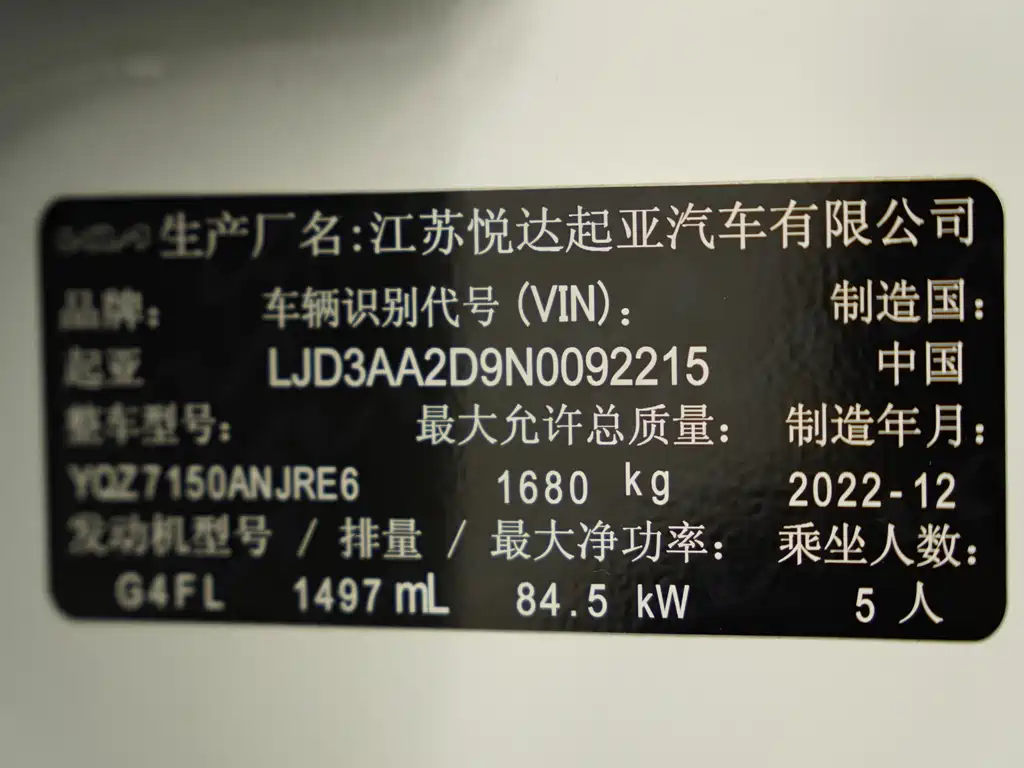 生产厂名:江苏悦达起亚汽车有限公司
品牌: 车辆识别代号(VIN): 制造国:
起亚 LJD3AA2D9N0092215 中国
整车型号: 最大允许总质量: 制造年月:
YQZ7150ANJRE6 1680 kg 2022-12
发动机型号 / 排量 / 最大净功率: 乘坐人数:
G4FL 1497 mL 84.5 kW 5 人